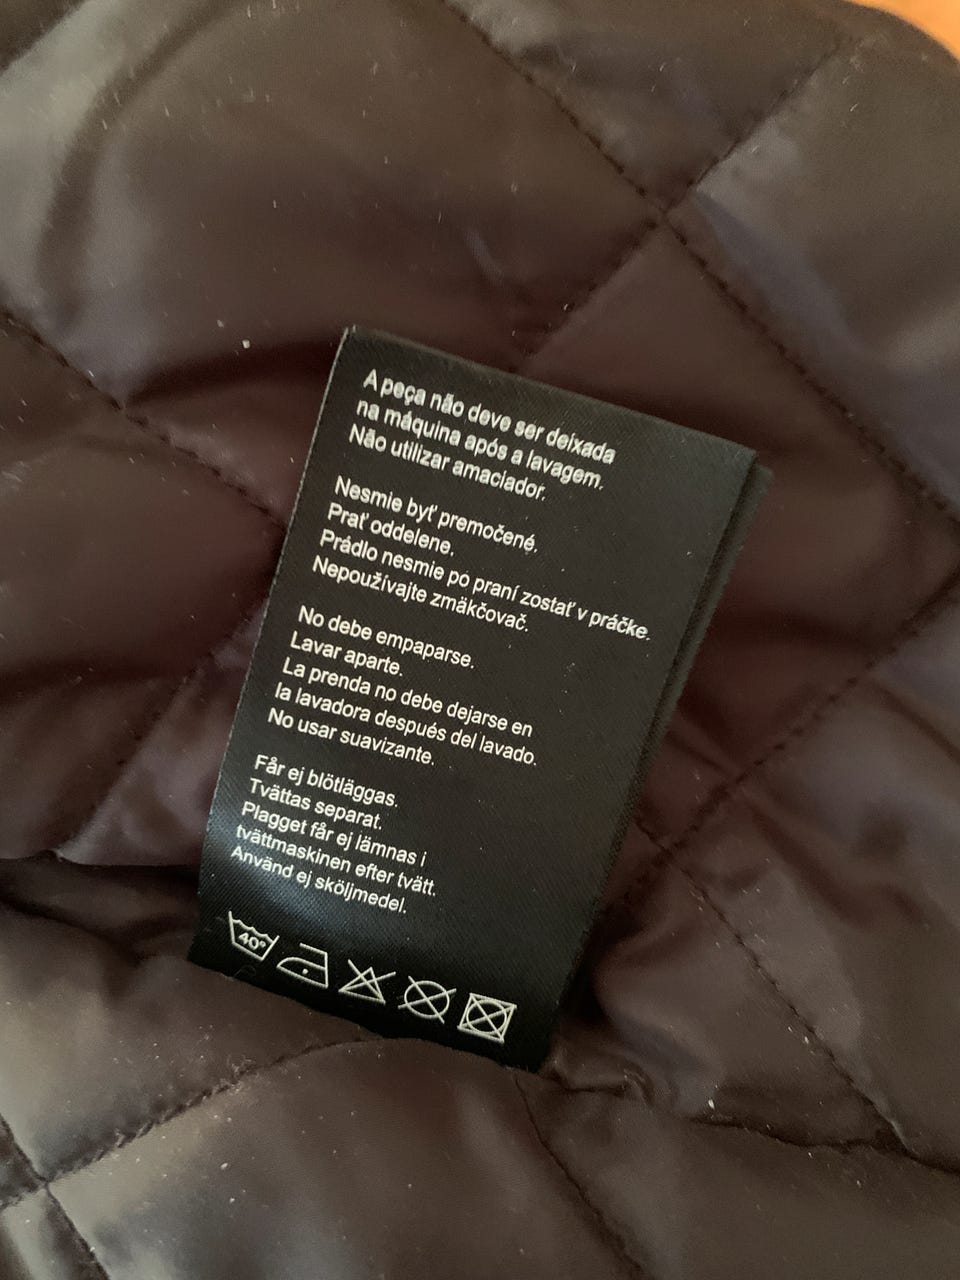 A peça não deve ser deixada
na máquina após a lavagem.
Não utilizar amaciador.
Nesmie byť premočené.
Prať oddelene.
Prádlo nesmie po praní zostať v práčke.
Nepoužívajte zmäkčovač.
No debe empaparse.
Lavar aparte.
La prenda no debe dejarse en
la lavadora después del lavado.
No usar suavizante.
Får ej blötläggas.
Tvättas separat.
Plagget får ej lämnas i
tvättmaskinen efter tvätt.
Använd ej sköljmedel.
40°